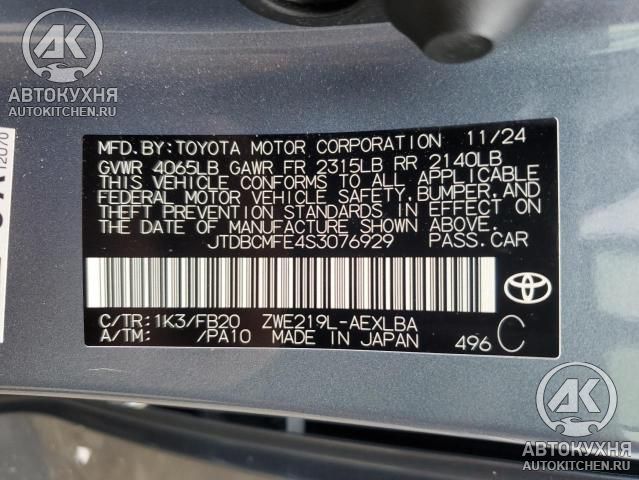 АК
АВТОКУХНЯ
AUTOKITCHEN.RU
12070
MFD. BY: TOYOTA MOTOR CORPORATION 11/24
GVWR 4065LB GAWR FR 2315LB RR 2140LB
THIS VEHICLE CONFORMS TO ALL APPLICABLE
FEDERAL MOTOR VEHICLE SAFETY, BUMPER, AND
THEFT PREVENTION STANDARDS IN EFFECT ON
THE DATE OF MANUFACTURE SHOWN ABOVE.
JTDBCMFE4S3076929 PASS. CAR
C/TR: 1K3/FB20 ZWE219L-AEXLBA
A/TM: /PA10 MADE IN JAPAN 496 C
АК
АВТОКУХНЯ
AUTOKITCHEN.RU